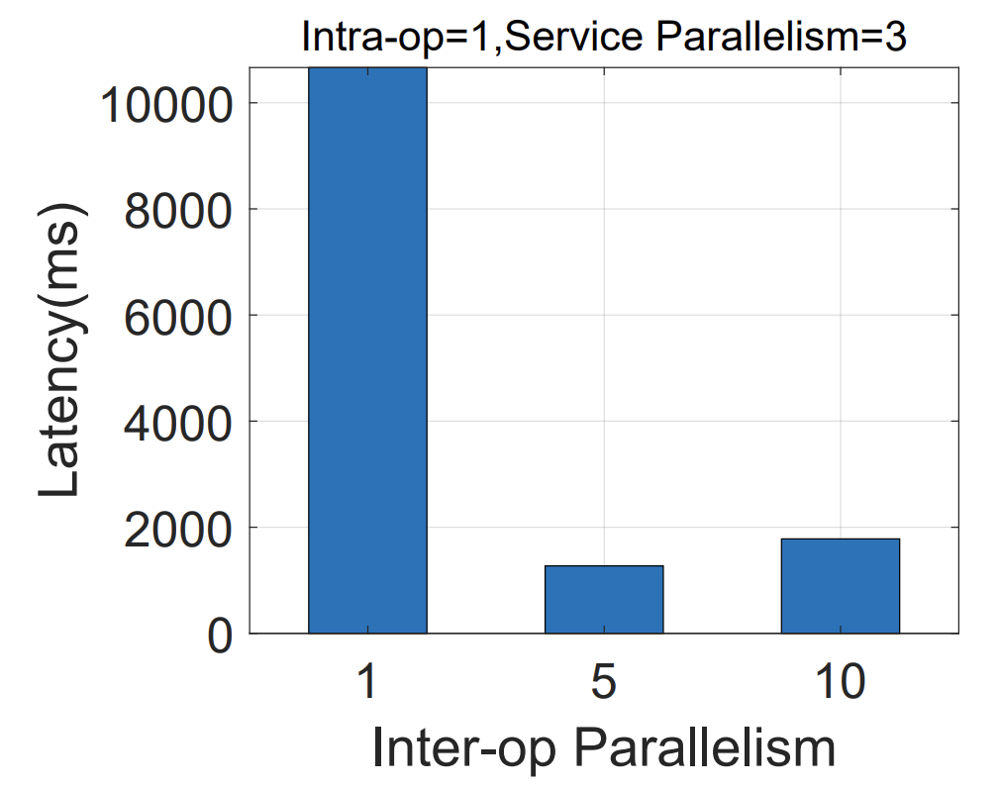 Intra-op=1,Service Parallelism=3
10000
8000
6000
4000
2000
0
Latency(ms)
1 5 10
Inter-op Parallelism